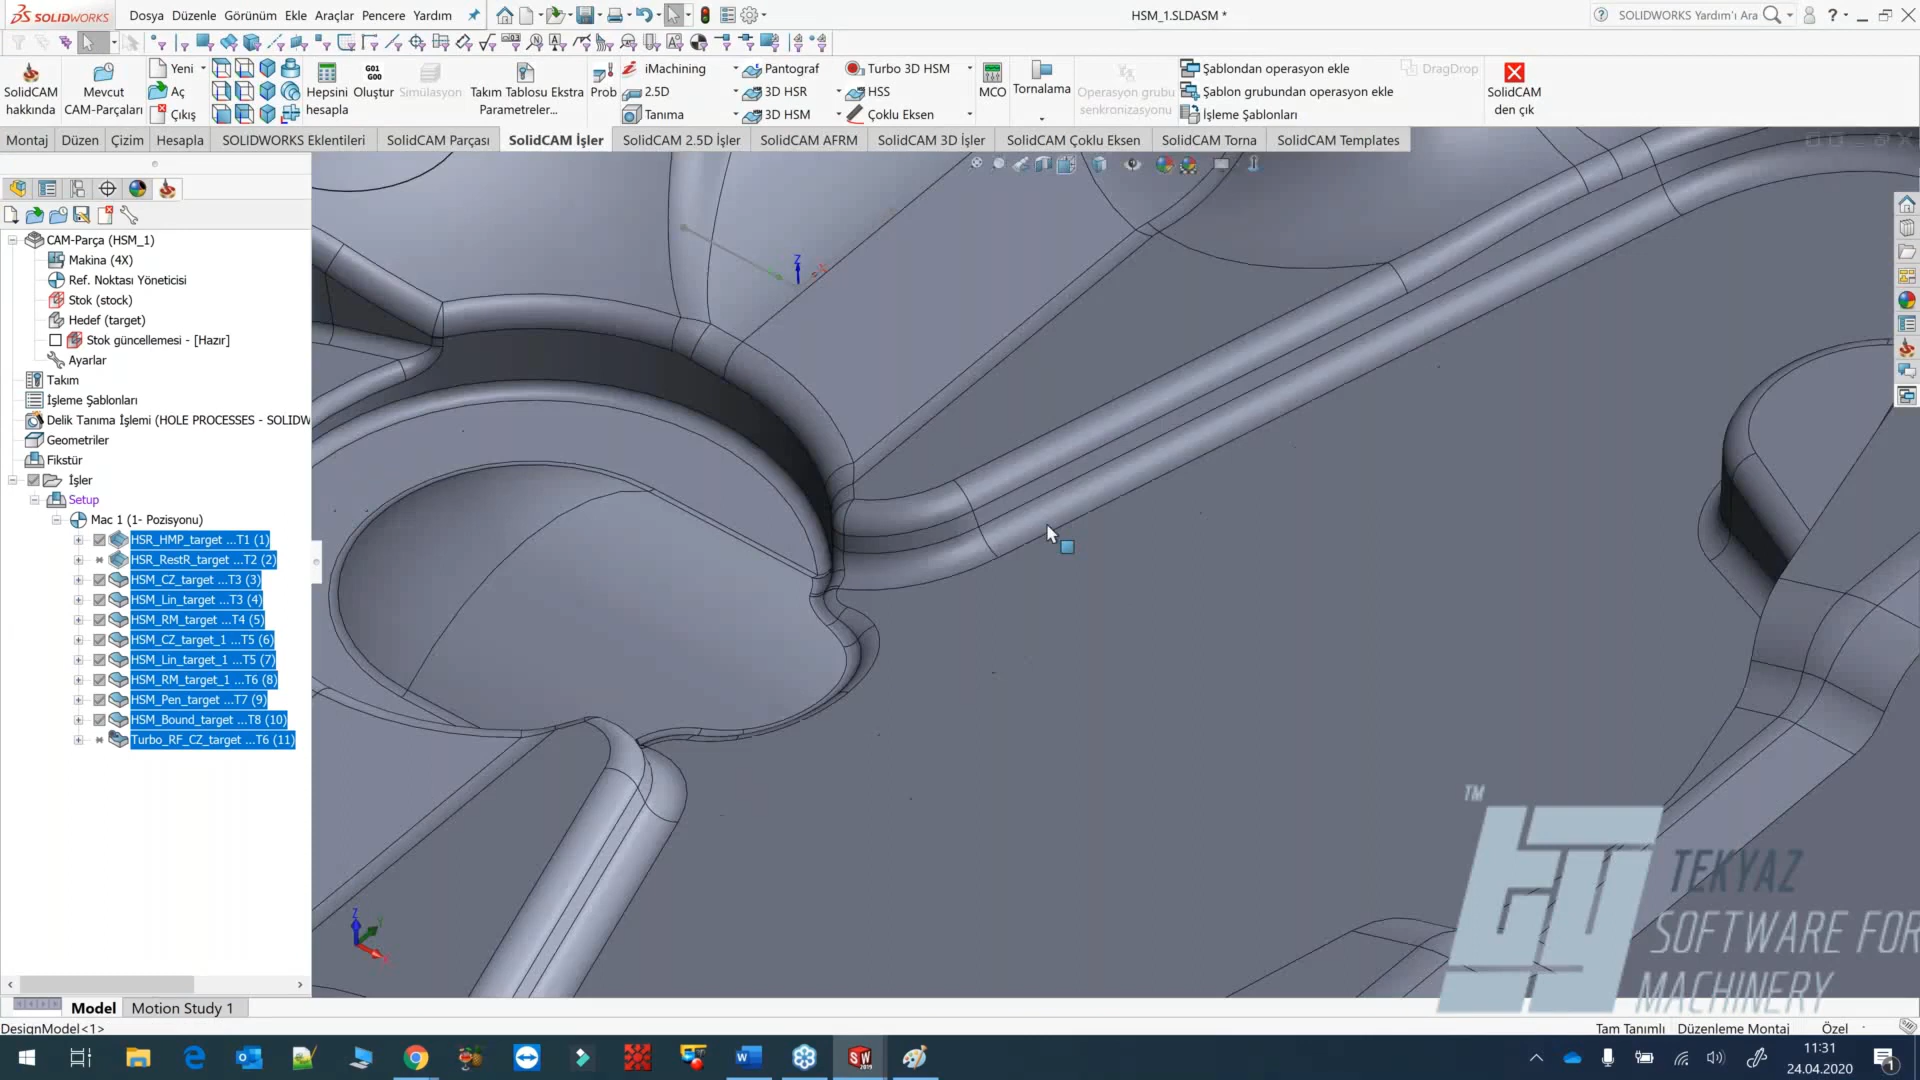 SOLIDWORKS
Dosya Düzenle Görünüm Ekle Araçlar Pencere Yardım
HSM_1.SLDASM *
SOLIDWORKS Yardım'ı Ara
SolidCAM hakkında
Mevcut CAM-Parçaları
Yeni
Aç
Çıkış
Hepsini hesapla
G01
G00
Oluştur
Simülasyon
Takım Tablosu Ekstra Parametreler...
Prob
iMachining
2.5D
Tanıma
Pantograf
3D HSR
3D HSM
Turbo 3D HSM
HSS
Çoklu Eksen
MCO
Tornalama
Operasyon grubu senkronizasyonu
Şablondan operasyon ekle
Şablon grubundan operasyon ekle
İşleme Şablonları
DragDrop
SolidCAM den çık
Montaj Düzen Çizim Hesapla SOLIDWORKS Eklentileri SolidCAM Parçası SolidCAM İşler SolidCAM 2.5D İşler SolidCAM AFRM SolidCAM 3D İşler SolidCAM Çoklu Eksen SolidCAM Torna SolidCAM Templates
CAM-Parça (HSM_1)
Makina (4X)
Ref. Noktası Yöneticisi
Stok (stock)
Hedef (target)
Stok güncellemesi - [Hazır]
Ayarlar
Takım
İşleme Şablonları
Delik Tanıma İşlemi (HOLE PROCESSES - SOLIDW
Geometriler
Fikstür
İşler
Setup
Mac 1 (1- Pozisyonu)
HSR_HMP_target ...T1 (1)
HSR_RestR_target ...T2 (2)
HSM_CZ_target ...T3 (3)
HSM_Lin_target ...T3 (4)
HSM_RM_target ...T4 (5)
HSM_CZ_target_1 ...T5 (6)
HSM_Lin_target_1 ...T5 (7)
HSM_RM_target_1 ...T6 (8)
HSM_Pen_target ...T7 (9)
HSM_Bound_target ...T8 (10)
Turbo_RF_CZ_target ...T6 (11)
Z
Z
Y
TM
TEKYAZ
SOFTWARE FOR
MACHINERY
Model Motion Study 1
DesignModel<1>
Tam Tanımlı Düzenleme Montaj Özel
11:31
24.04.2020
1